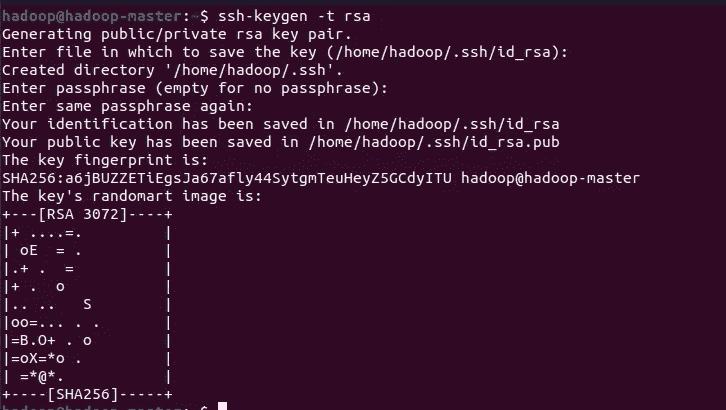 hadoop@hadoop-master:~$ ssh-keygen -t rsa
Generating public/private rsa key pair.
Enter file in which to save the key (/home/hadoop/.ssh/id_rsa):
Created directory '/home/hadoop/.ssh'.
Enter passphrase (empty for no passphrase):
Enter same passphrase again:
Your identification has been saved in /home/hadoop/.ssh/id_rsa
Your public key has been saved in /home/hadoop/.ssh/id_rsa.pub
The key fingerprint is:
SHA256:a6jBUZZETiEgsJa67afly44SytgmTeuHeyZ5GCdyITU hadoop@hadoop-master
The key's randomart image is:
+---[RSA 3072]----+
|+ ....=.         |
| oE  = .         |
|.+ .  =          |
|+ .  o           |
|.. ..   S        |
|oo=... . .       |
|=B.O+ . o        |
|=oX=*o .         |
| =*@*.           |
+----[SHA256]-----+
hadoop@hadoop-master:~$